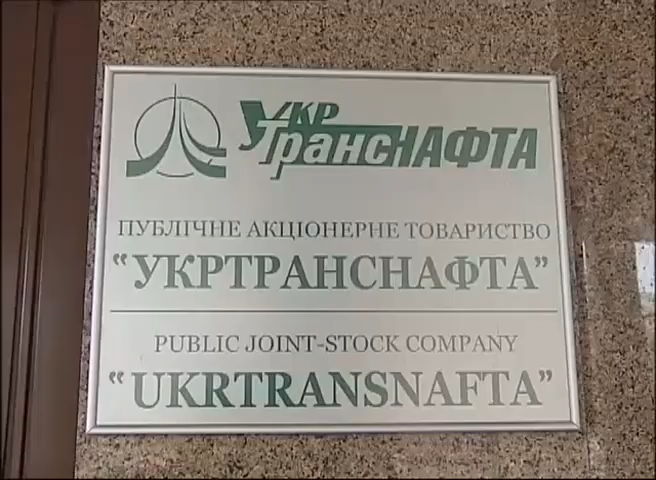 УКР
ТрансНАФТА
ПУБЛІЧНЕ АКЦІОНЕРНЕ ТОВАРИСТВО
“УКРТРАНСНАФТА”
PUBLIC JOINT-STOCK COMPANY
“UKRTRANSNAFTA”